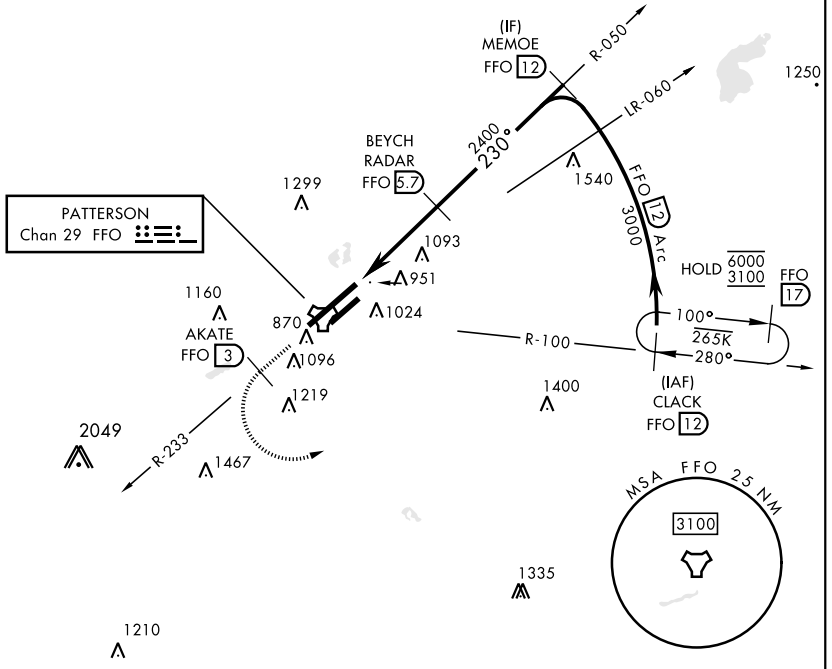 (IF)
MEMOE
FFO 12
R-050
LR-060
1250
BEYCH
RADAR
FFO 5.7
2400
230°
1540
FFO 12 Arc
3000
1299
PATTERSON
Chan 29 FFO
1093
951
1024
HOLD 6000
3100
FFO
17
1160
870
AKATE
FFO 3
1096
R-100
100°
265K
280°
(IAF)
CLACK
FFO 12
1219
1400
2049
R-233
1467
MSA FFO 25 NM
3100
1335
1210